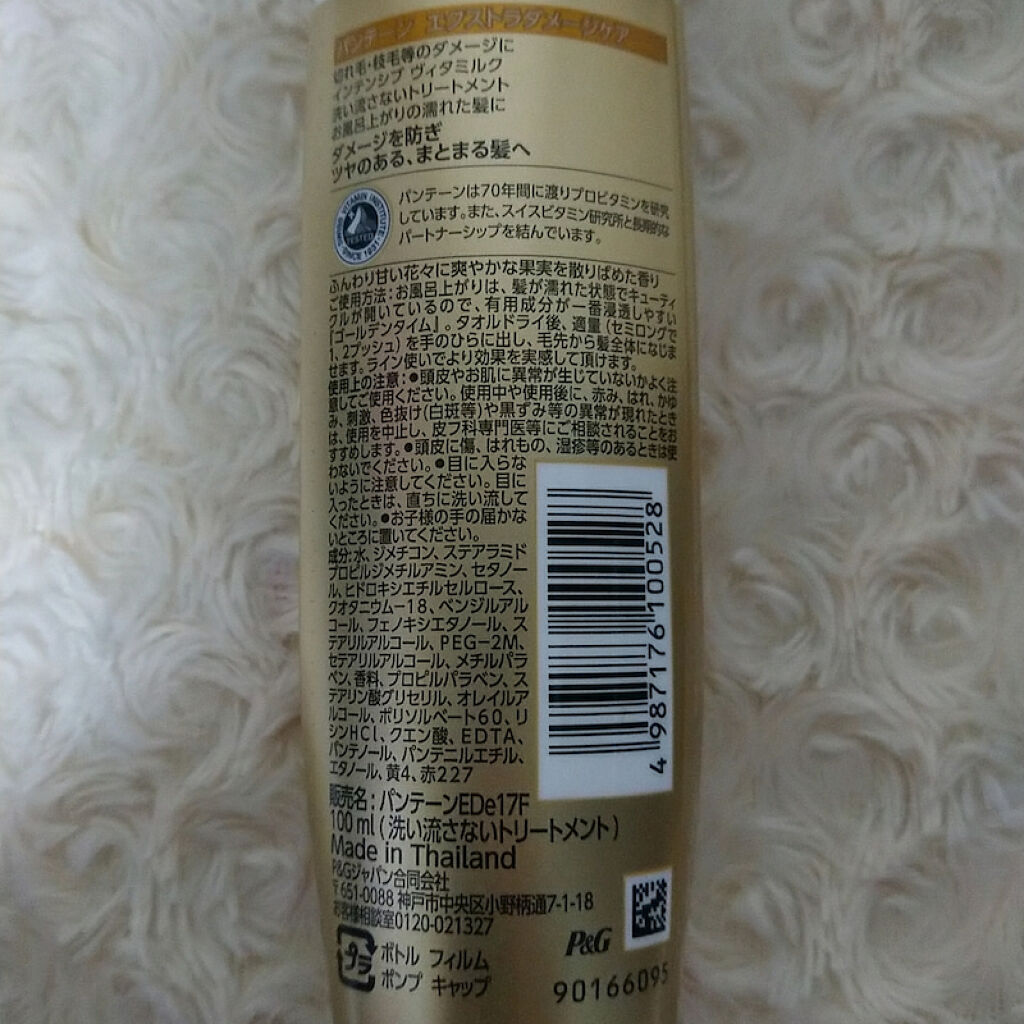 パンテーン エクストラダメージケア
切れ毛・枝毛等のダメージに
インテンシブ ヴィタミルク
洗い流さないトリートメント
お風呂上がりの濡れた髪に
ダメージを防ぎ
ツヤのある、まとまる髪へ
パンテーンは70年間に渡りプロビタミンを研究
しています。また、スイスビタミン研究所と長期的な
パートナーシップを結んでいます。
VITAMIN INSTITUTE
TESTED
SINCE 1931
ふんわり甘い花々に爽やかな果実を散りばめた香り
ご使用方法：お風呂上がりは、髪が濡れた状態でキューティ
クルが開いているので、有用成分が一番浸透しやすい
『ゴールデンタイム』。タオルドライ後、適量（セミロングで
1、2プッシュ）を手のひらに出し、毛先から髪全体になじま
せます。ライン使いでより効果を実感して頂けます。
使用上の注意：●頭皮やお肌に異常が生じていないかよく注
意してご使用ください。使用中や使用後に、赤み、はれ、かゆ
み、刺激、色抜け(白斑等)や黒ずみ等の異常が現れたとき
は、使用を中止し、皮フ科専門医等にご相談されることをお
すすめします。●頭皮に傷、はれもの、湿疹等のあるときは使
わないでください。●目に入らな
いように注意してください。目に
入ったときは、直ちに洗い流して
ください。●お子様の手の届かな
いところに置いてください。
成分：水、ジメチコン、ステアラミド
プロピルジメチルアミン、セタノー
ル、ヒドロキシエチルセルロース、
クオタニウム－18、ベンジルアル
コール、フェノキシエタノール、ス
テアリルアルコール、PEG－2M、
セテアリルアルコール、メチルパラ
ベン、香料、プロピルパラベン、ス
テアリン酸グリセリル、オレイルア
ルコール、ポリソルベート60、リ
シンHCl、クエン酸、EDTA、
パンテノール、パンテニルエチル、
エタノール、黄4、赤227
4 987176 100528
販売名：パンテーンEDe17F
100 ml（洗い流さないトリートメント）
Made in Thailand
P&Gジャパン合同会社
〒651-0088 神戸市中央区小野柄通7-1-18
お客様相談室0120-021327
プラ
ボトル フィルム
ポンプ キャップ
P&G
90166095